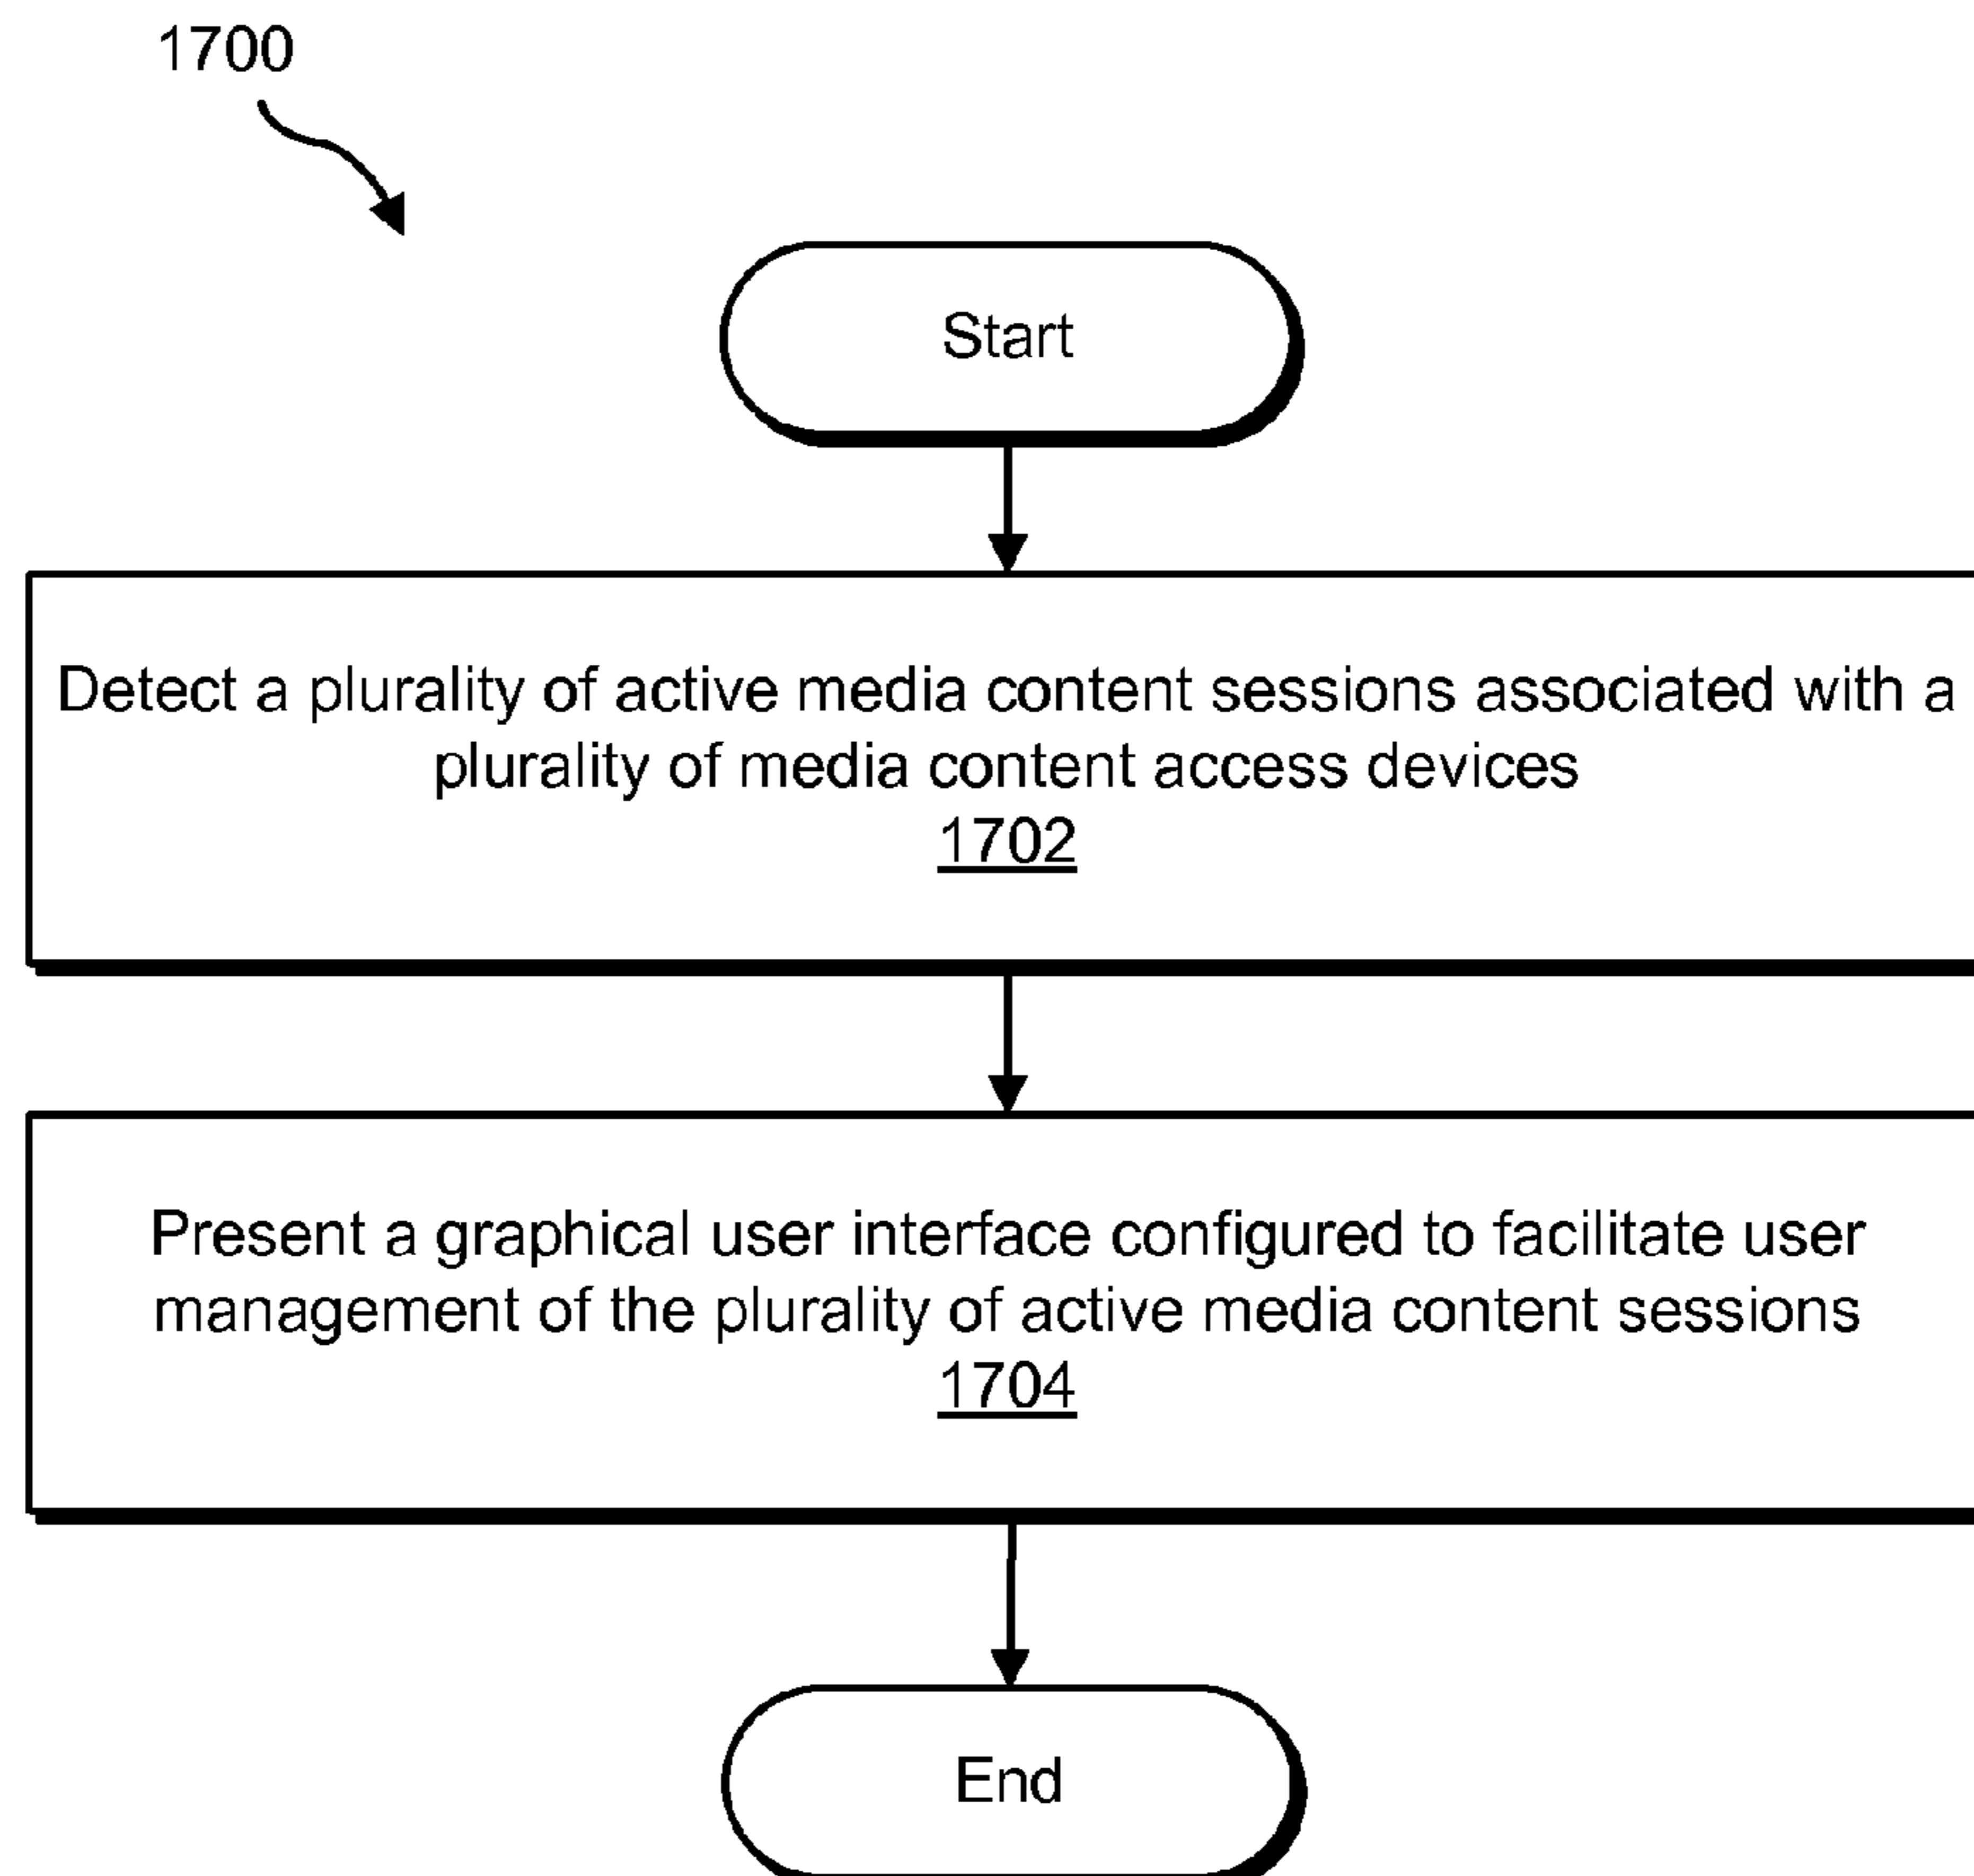 1700
Start
Detect a plurality of active media content sessions associated with a
plurality of media content access devices
1702
Present a graphical user interface configured to facilitate user
management of the plurality of active media content sessions
1704
End